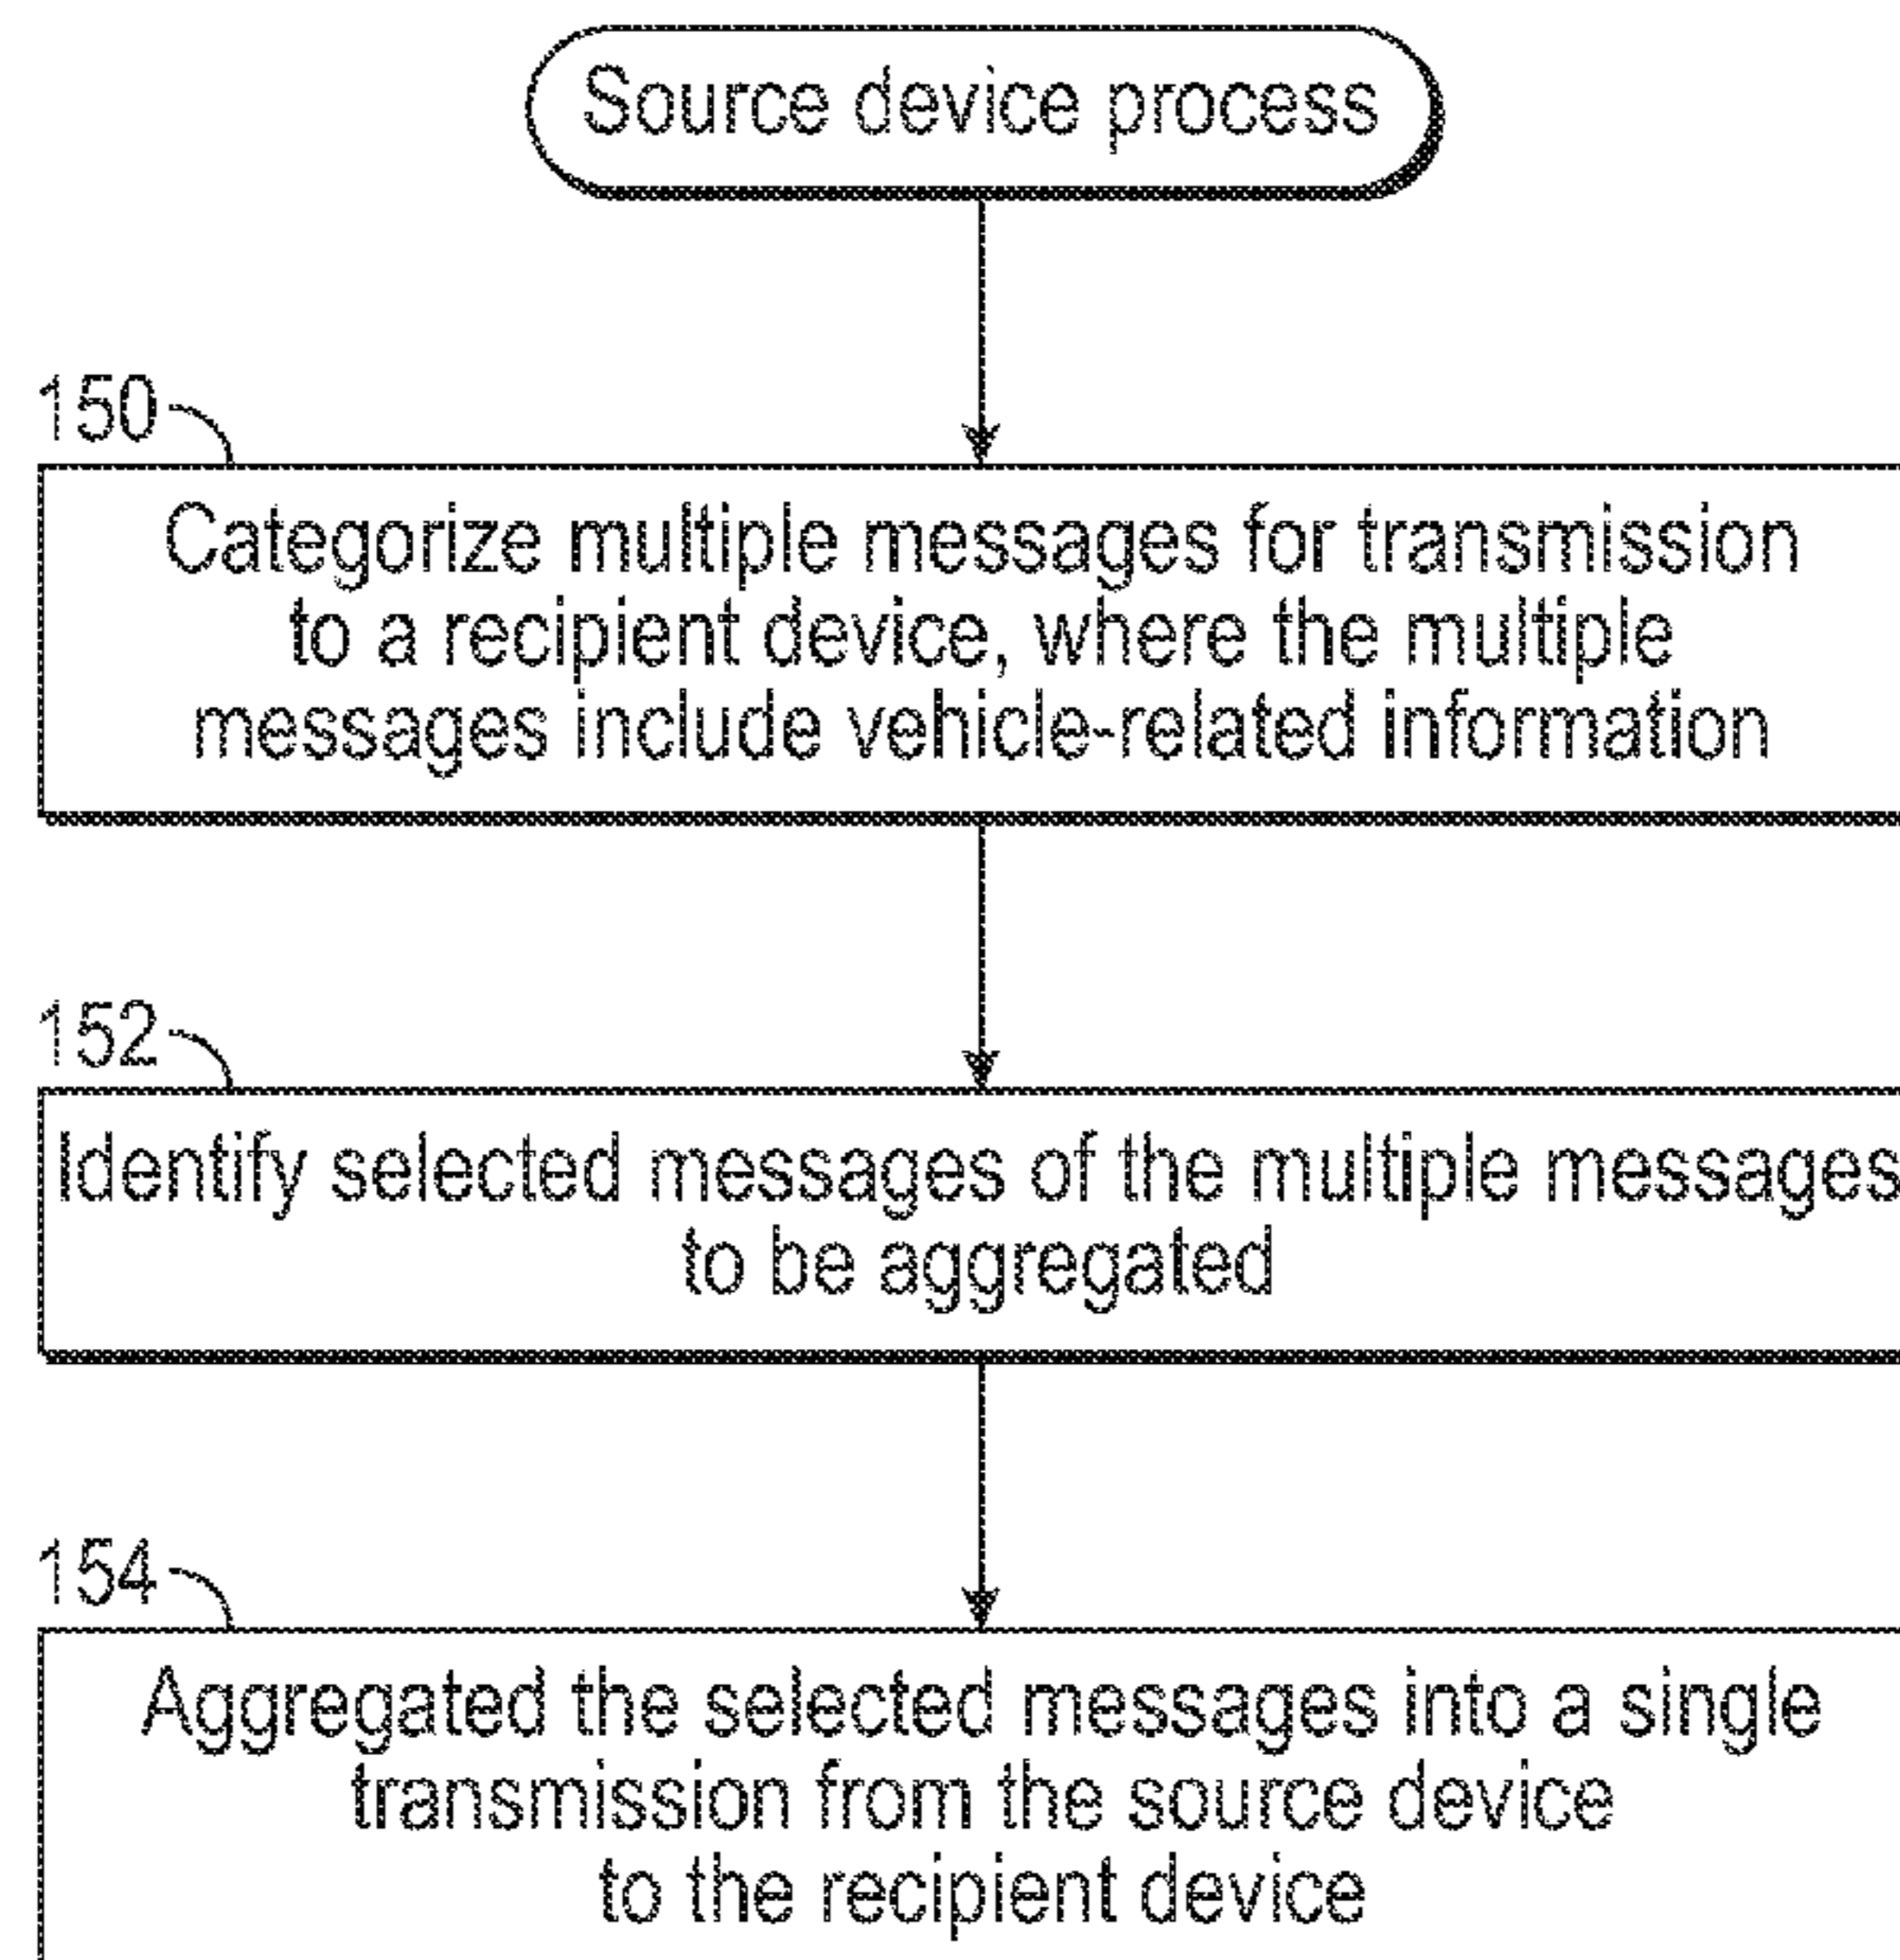 Source device process
150
Categorize multiple messages for transmission
to a recipient device, where the multiple
messages include vehicle-related information
152
Identify selected messages of the multiple messages
to be aggregated
154
Aggregated the selected messages into a single
transmission from the source device
to the recipient device